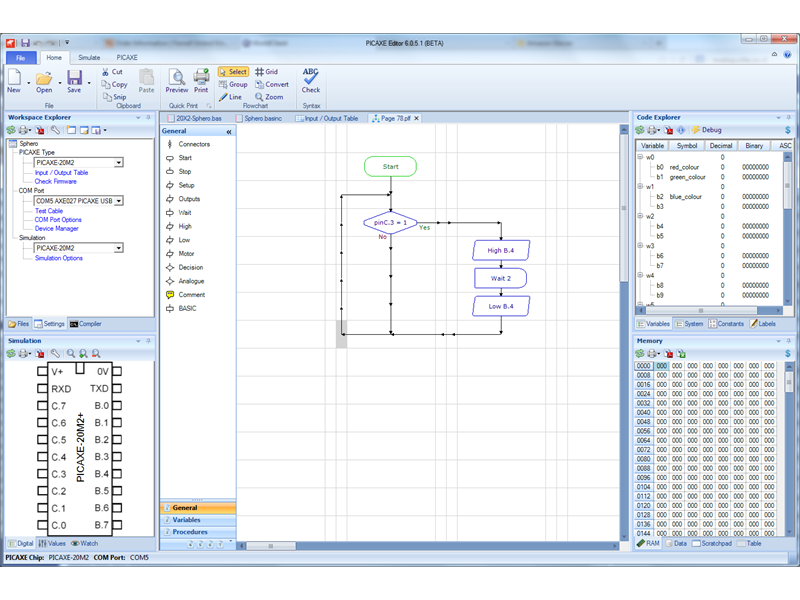 PICAXE Editor 6.0.5.1 (BETA)
File Home Simulate PICAXE
New Open Save
Cut
Copy
Snip
Paste
Preview Print
Select
Group
Line
Grid
Convert
Zoom
ABC
Check
File Clipboard Quick Print Flowchart Syntax
Workspace Explorer
Sphero
PICAXE Type
PICAXE-20M2
Input / Output Table
Check Firmware
COM Port
COM5 AXE027 PICAXE USB
Test Cable
COM Port Options
Device Manager
Simulation
PICAXE-20M2
Simulation Options
Files Settings Compiler
Simulation
V+ 0V
RXD TXD
C.7 B.0
C.6 B.1
C.5 B.2
C.4 B.3
C.3 B.4
C.2 B.5
C.1 B.6
C.0 B.7
PICAXE-20M2+
Digital Values Watch
PICAXE Chip: PICAXE-20M2 COM Port: COM5
20X2-Sphero.bas Sphero.basinc Input / Output Table Page 78.plf
General
Connectors
Start
Stop
Setup
Outputs
Wait
High
Low
Motor
Decision
Analogue
Comment
BASIC
General
Variables
Procedures
Start
pinC.3 = 1
Yes
No
High B.4
Wait 2
Low B.4
Code Explorer
Debug
Variable Symbol Decimal Binary ASC
w0 0
b0 red_colour 0 00000000
b1 green_colour 0 00000000
w1 0
b2 blue_colour 0 00000000
b3 0 00000000
w2 0
b4 0 00000000
b5 0 00000000
w3 0
b6 0 00000000
b7 0 00000000
w4 0
b8 0 00000000
b9 0 00000000
w5 0
Variables System Constants Labels
Memory
0000 000 000 000 000 000 000 000 000
0008 000 000 000 000 000 000 000 000
0016 000 000 000 000 000 000 000 000
0024 000 000 000 000 000 000 000 000
0032 000 000 000 000 000 000 000 000
0040 000 000 000 000 000 000 000 000
0048 000 000 000 000 000 000 000 000
0056 000 000 000 000 000 000 000 000
0064 000 000 000 000 000 000 000 000
0072 000 000 000 000 000 000 000 000
0080 000 000 000 000 000 000 000 000
0088 000 000 000 000 000 000 000 000
0096 000 000 000 000 000 000 000 000
0104 000 000 000 000 000 000 000 000
0112 000 000 000 000 000 000 000 000
0120 000 000 000 000 000 000 000 000
0128 000 000 000 000 000 000 000 000
0136 000 000 000 000 000 000 000 000
0144 000 000 000 000 000 000 000 000
RAM Data Scratchpad Table